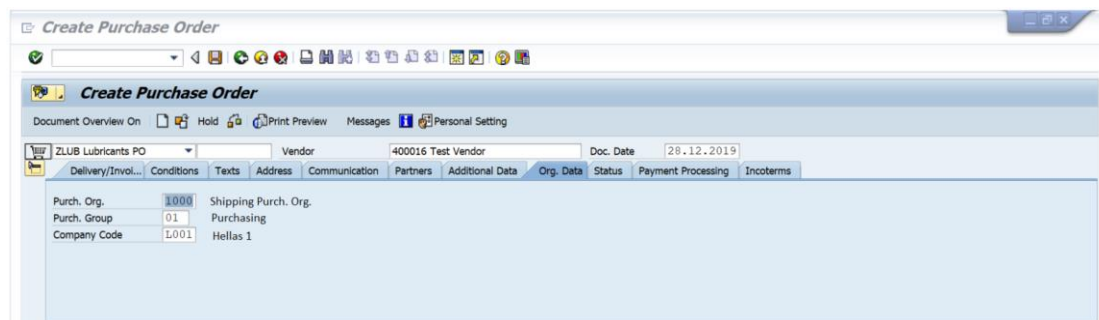 Create Purchase Order
Create Purchase Order
Document Overview On Hold Print Preview Messages Personal Setting
ZLUB Lubricants PO Vendor 400016 Test Vendor Doc. Date 28.12.2019
Delivery/Invoi... Conditions Texts Address Communication Partners Additional Data Org. Data Status Payment Processing Incoterms
Purch. Org. 1000 Shipping Purch. Org.
Purch. Group 01 Purchasing
Company Code L001 Hellas 1